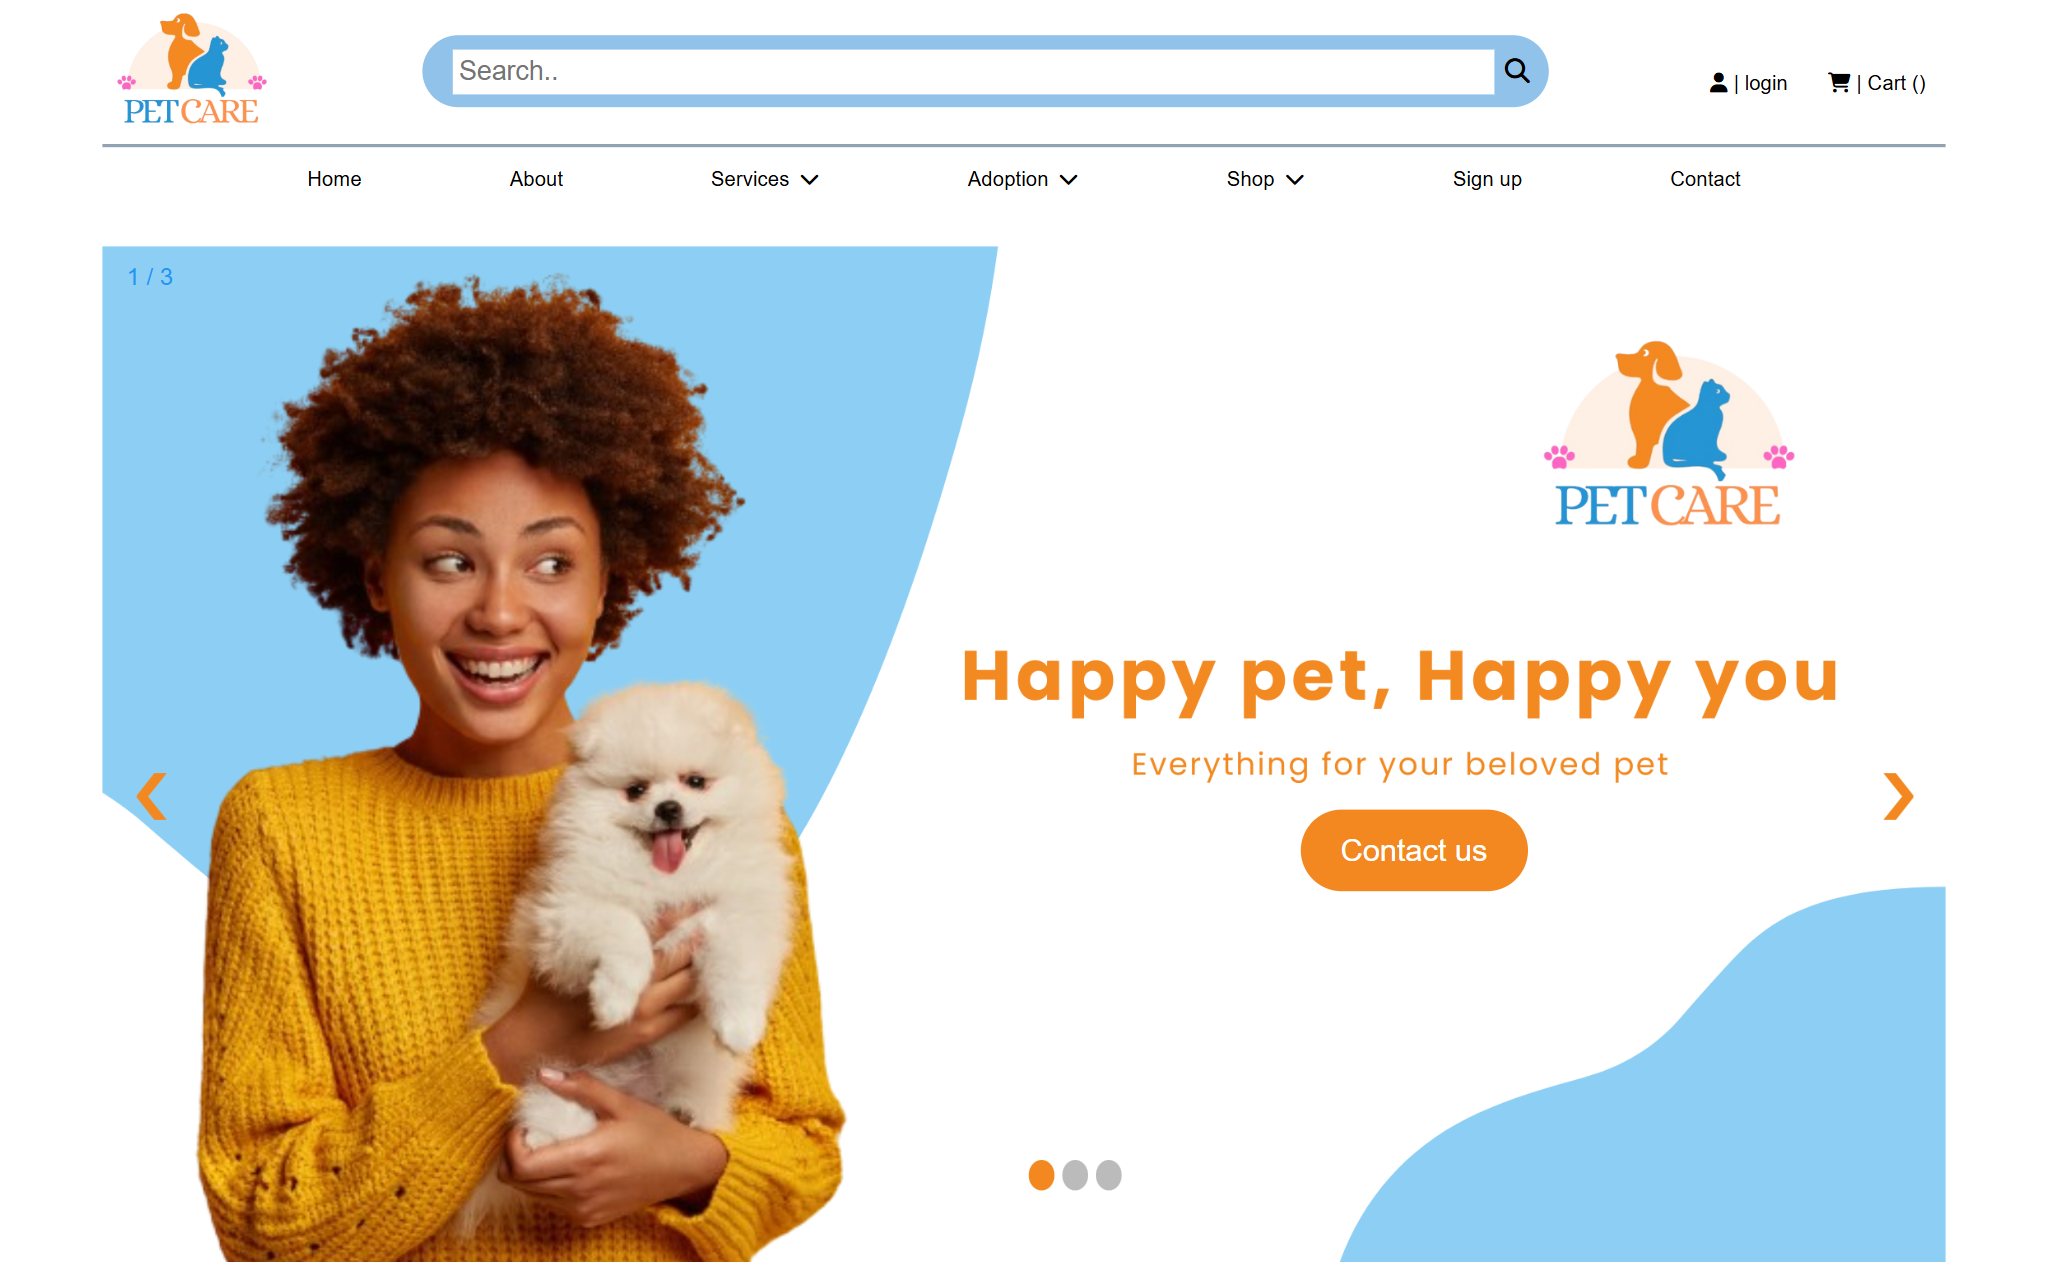 PETCARE
Search..
| login
| Cart ()
Home
About
Services
Adoption
Shop
Sign up
Contact
1 / 3
PETCARE
Happy pet, Happy you
Everything for your beloved pet
Contact us